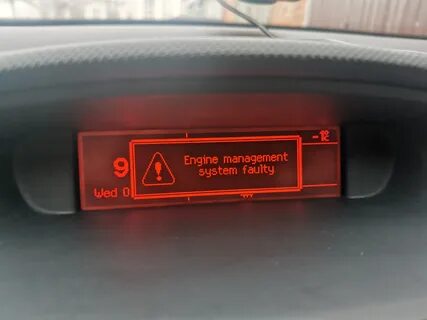 9
Engine management
system faulty
Wed 0